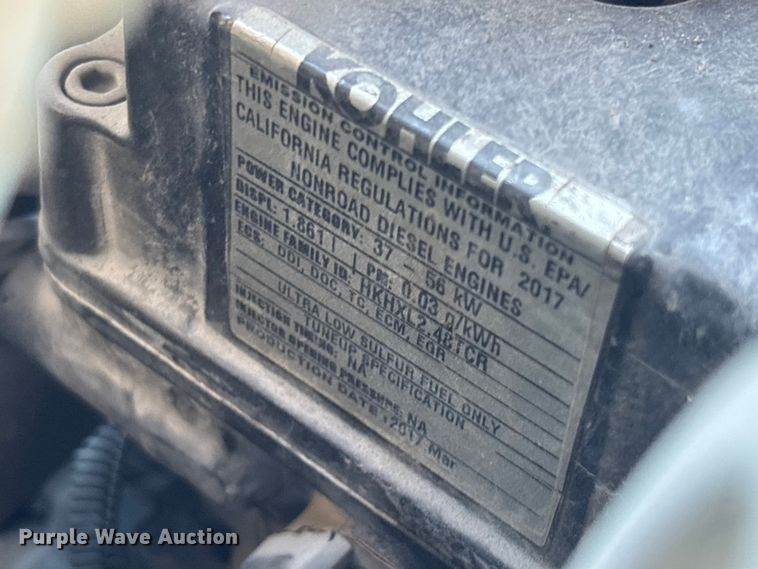 KOHLER.
EMISSION CONTROL INFORMATION
THIS ENGINE COMPLIES WITH U.S. EPA/
CALIFORNIA REGULATIONS FOR 2017
NONROAD DIESEL ENGINES
POWER CATEGORY: 37 - 56 kW
DISPL: 1.861 l | PM: 0.03 g/kWh
ENGINE FAMILY ID: HKHXL2.48TCR
ECS: DDI, DOC, TC, ECM, EGR
ULTRA LOW SULFUR FUEL ONLY
TUNEUP SPECIFICATION
INJECTION TIMING: NA
INJECTOR OPENING PRESSURE: NA
PRODUCTION DATE : 2017 Mar
Purple Wave Auction